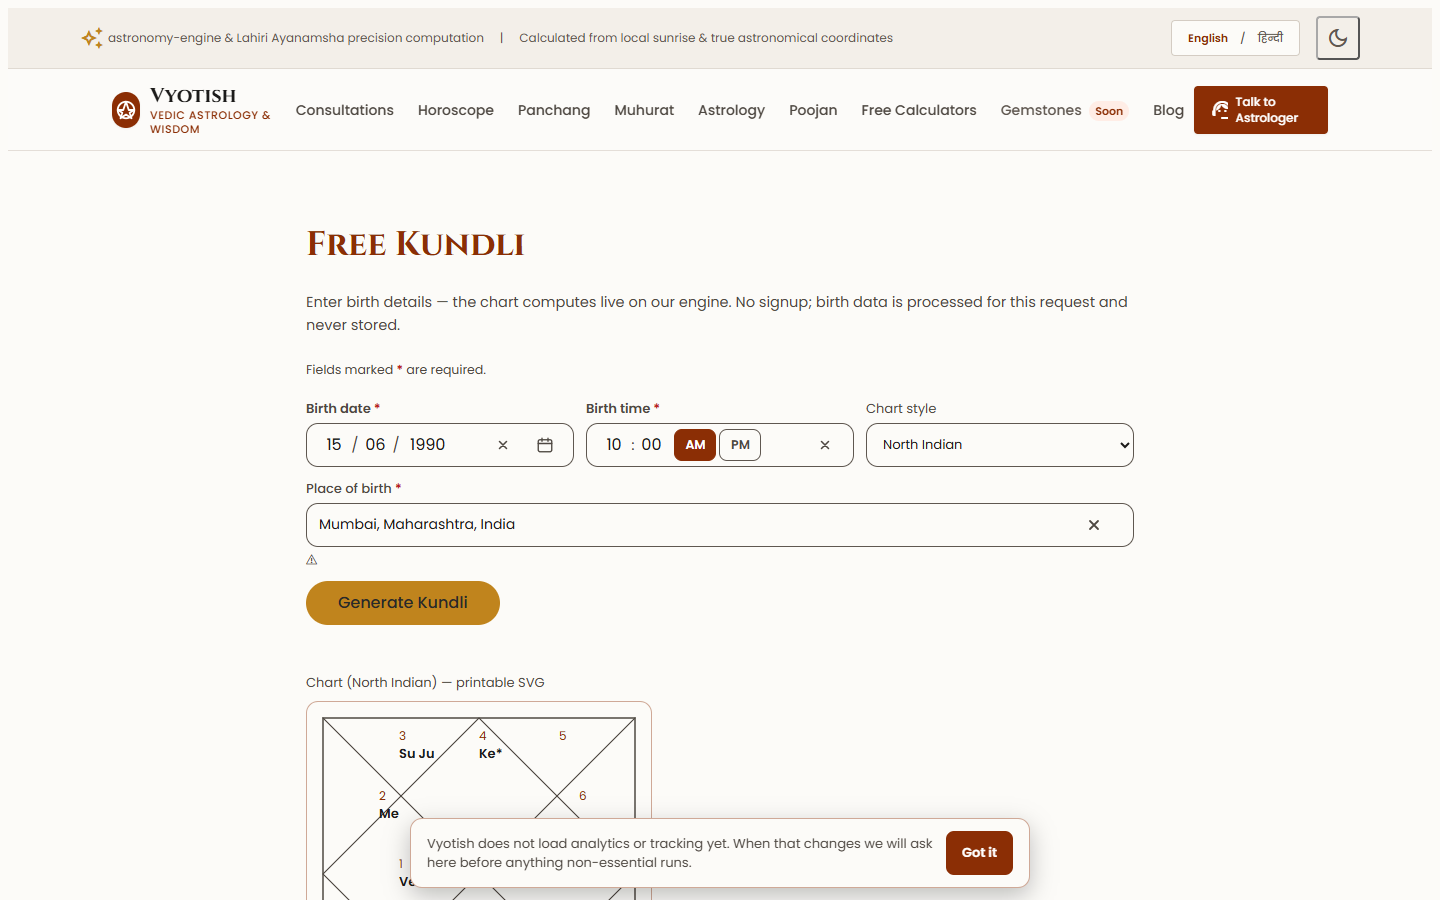 astronomy-engine & Lahiri Ayanamsha precision computation | Calculated from local sunrise & true astronomical coordinates
English / हिन्दी
Vyotish
VEDIC ASTROLOGY &
WISDOM
Consultations Horoscope Panchang Muhurat Astrology Poojan Free Calculators Gemstones Soon Blog
Talk to
Astrologer
Free Kundli
Enter birth details — the chart computes live on our engine. No signup; birth data is processed for this request and
never stored.
Fields marked * are required.
Birth date * Birth time * Chart style
15 / 06 / 1990 10 : 00 AM PM North Indian
Place of birth *
Mumbai, Maharashtra, India
Generate Kundli
Chart (North Indian) — printable SVG
3 4 5
Su Ju Ke*
2 6
Me
1
Ve
Vyotish does not load analytics or tracking yet. When that changes we will ask
here before anything non-essential runs.
Got it